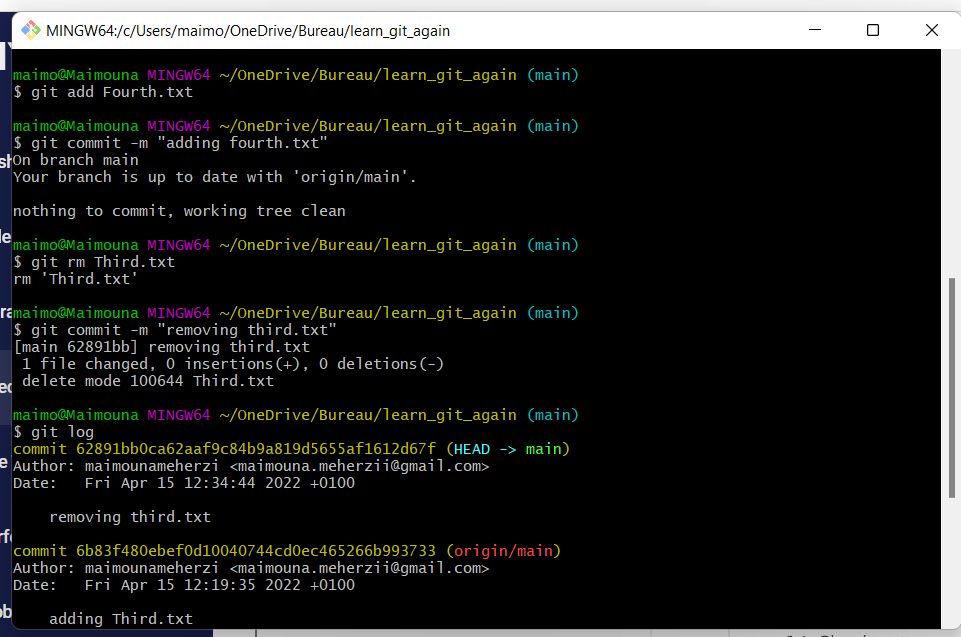 MINGW64:/c/Users/maimo/OneDrive/Bureau/learn_git_again
maimo@Maimouna MINGW64 ~/OneDrive/Bureau/learn_git_again (main)
$ git add Fourth.txt
maimo@Maimouna MINGW64 ~/OneDrive/Bureau/learn_git_again (main)
$ git commit -m "adding fourth.txt"
On branch main
Your branch is up to date with 'origin/main'.
nothing to commit, working tree clean
maimo@Maimouna MINGW64 ~/OneDrive/Bureau/learn_git_again (main)
$ git rm Third.txt
rm 'Third.txt'
maimo@Maimouna MINGW64 ~/OneDrive/Bureau/learn_git_again (main)
$ git commit -m "removing third.txt"
[main 62891bb] removing third.txt
 1 file changed, 0 insertions(+), 0 deletions(-)
 delete mode 100644 Third.txt
maimo@Maimouna MINGW64 ~/OneDrive/Bureau/learn_git_again (main)
$ git log
commit 62891bb0ca62aaf9c84b9a819d5655af1612d67f (HEAD -> main)
Author: maimounameherzi <maimouna.meherzii@gmail.com>
Date:   Fri Apr 15 12:34:44 2022 +0100
    removing third.txt
commit 6b83f480ebef0d10040744cd0ec465266b993733 (origin/main)
Author: maimounameherzi <maimouna.meherzii@gmail.com>
Date:   Fri Apr 15 12:19:35 2022 +0100
    adding Third.txt